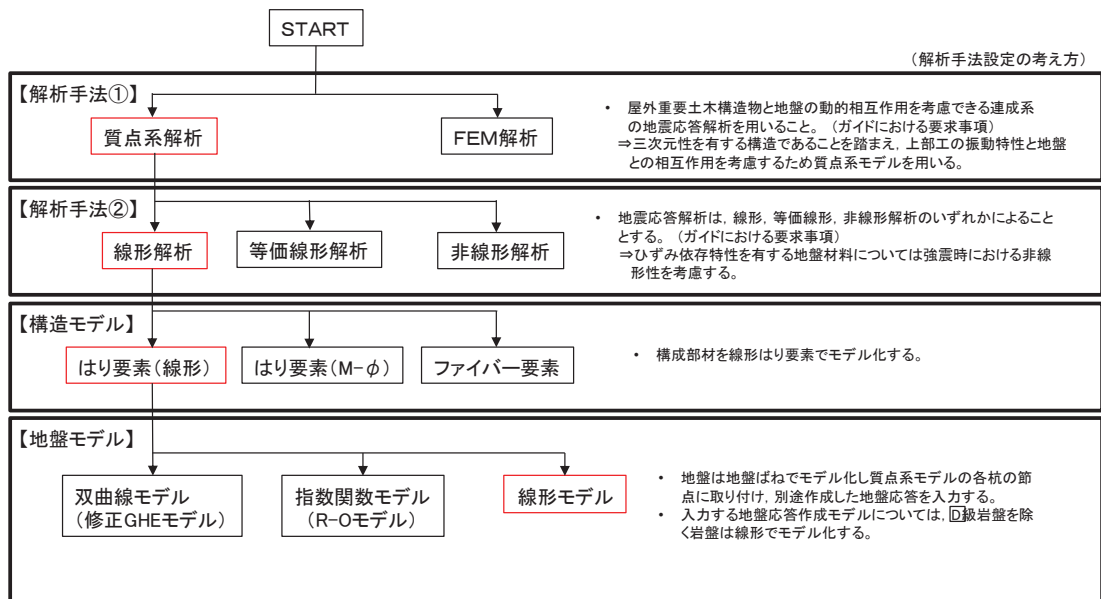 START
(解析手法設定の考え方)
【解析手法①】
質点系解析
FEM解析
・ 屋外重要土木構造物と地盤の動的相互作用を考慮できる連成系
の地震応答解析を用いること。 (ガイドにおける要求事項)
⇒三次元性を有する構造であることを踏まえ, 上部工の振動特性と地盤
との相互作用を考慮するため質点系モデルを用いる。
【解析手法②】
線形解析
等価線形解析
非線形解析
・ 地震応答解析は, 線形, 等価線形, 非線形解析のいずれかによること
とする。 (ガイドにおける要求事項)
⇒ひずみ依存特性を有する地盤材料については強震時における非線
形性を考慮する。
【構造モデル】
はり要素(線形)
はり要素(M-φ)
ファイバー要素
・ 構成部材を線形はり要素でモデル化する。
【地盤モデル】
双曲線モデル
(修正GHEモデル)
指数関数モデル
(R-Oモデル)
線形モデル
・ 地盤は地盤ばねでモデル化し質点系モデルの各杭の節
点に取り付け, 別途作成した地盤応答を入力する。
・ 入力する地盤応答作成モデルについては, D級岩盤を除
く岩盤は線形でモデル化する。